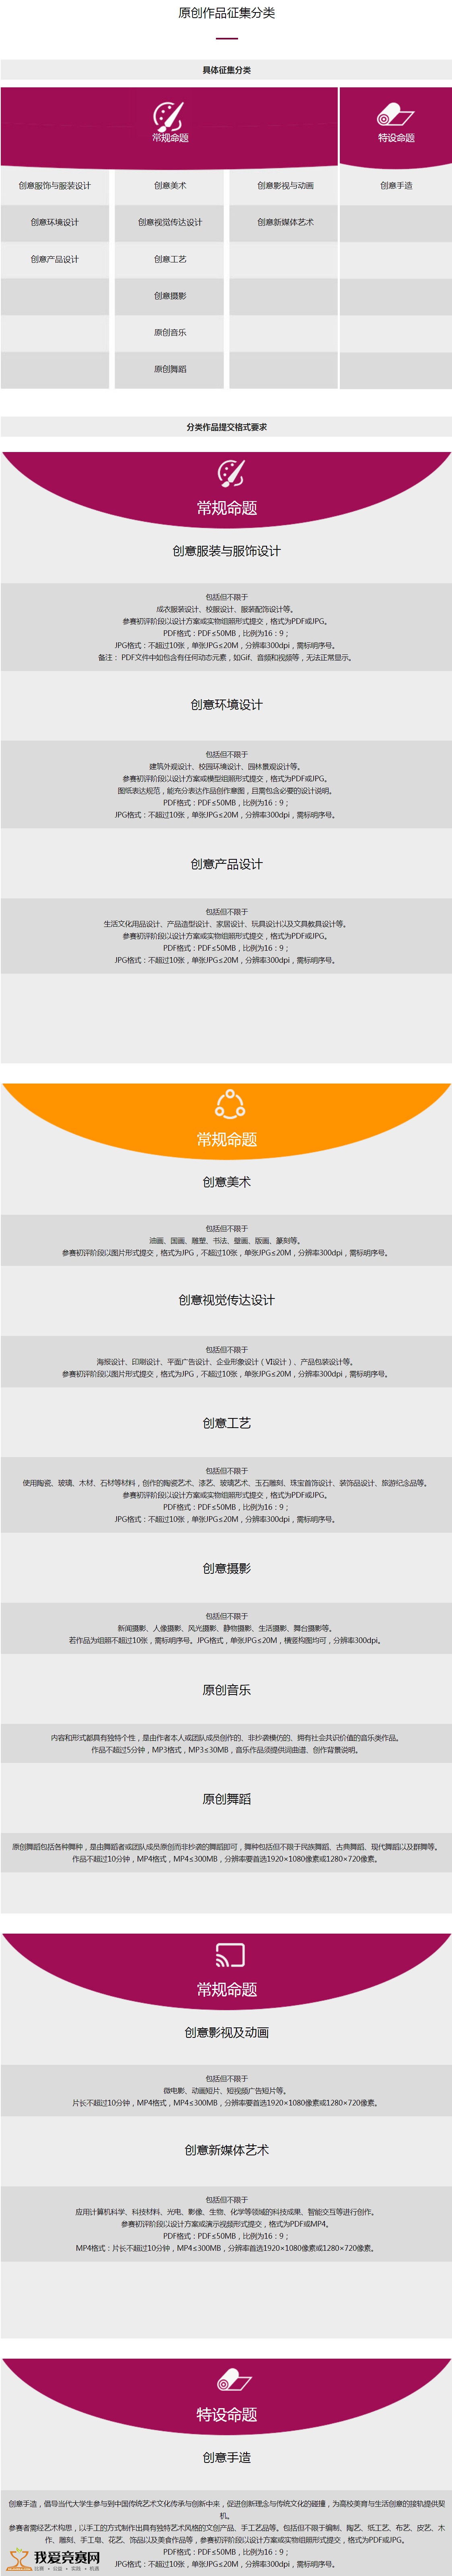 原创作品征集分类
具体征集分类
常规命题
特设命题
创意服饰与服装设计 创意美术 创意影视与动画 创意手造
创意环境设计 创意视觉传达设计 创意新媒体艺术
创意产品设计 创意工艺
创意摄影
原创音乐
原创舞蹈
分类作品提交格式要求
常规命题
创意服装与服饰设计
包括但不限于
成衣服装设计、校服设计、服装配饰设计等。
参赛初评阶段以设计方案或实物组照形式提交，格式为PDF或JPG。
PDF格式：PDF≤50MB，比例为16：9；
JPG格式：不超过10张，单张JPG≤20M，分辨率300dpi，需标明序号。
备注： PDF文件中如包含有任何动态元素，如Gif、音频和视频等，无法正常显示。
创意环境设计
包括但不限于
建筑外观设计、校园环境设计、园林景观设计等。
参赛初评阶段以设计方案或模型组照形式提交，格式为PDF或JPG。
图纸表达规范，能充分表达作品创作意图，且需包含必要的设计说明。
PDF格式：PDF≤50MB，比例为16：9；
JPG格式：不超过10张，单张JPG≤20M，分辨率300dpi，需标明序号。
创意产品设计
包括但不限于
生活文化用品设计、产品造型设计、家居设计、玩具设计以及文具教具设计等。
参赛初评阶段以设计方案或实物组照形式提交，格式为PDF或JPG。
PDF格式：PDF≤50MB，比例为16：9；
JPG格式：不超过10张，单张JPG≤20M，分辨率300dpi，需标明序号。
常规命题
创意美术
包括但不限于
油画、国画、雕塑、书法、壁画、版画、篆刻等。
参赛初评阶段以图片形式提交，格式为JPG，不超过10张，单张JPG≤20M，分辨率300dpi，需标明序号。
创意视觉传达设计
包括但不限于
海报设计、印刷设计、平面广告设计、企业形象设计（VI设计）、产品包装设计等。
参赛初评阶段以图片形式提交，格式为JPG，不超过10张，单张JPG≤20M，分辨率300dpi，需标明序号。
创意工艺
包括但不限于
使用陶瓷、玻璃、木材、石材等材料，创作的陶瓷艺术、漆艺、玻璃艺术、玉石雕刻、珠宝首饰设计、装饰品设计、旅游纪念品等。
参赛初评阶段以设计方案或实物组照形式提交，格式为PDF或JPG。
PDF格式：PDF≤50MB，比例为16：9；
JPG格式：不超过10张，单张JPG≤20M，分辨率300dpi，需标明序号。
创意摄影
包括但不限于
新闻摄影、人像摄影、风光摄影、静物摄影、生活摄影、舞台摄影等。
若作品为组照不超过10张，需标明序号。JPG格式，单张JPG≤20M，横竖构图均可，分辨率300dpi。
原创音乐
内容和形式都具有独特个性，是由作者本人或团队成员创作的、非抄袭模仿的、拥有社会共识价值的音乐类作品。
作品不超过5分钟，MP3格式，MP3≤30MB，音乐作品须提供词曲谱、创作背景说明。
原创舞蹈
原创舞蹈包括各种舞种，是由舞蹈者或团队成员原创而非抄袭的舞蹈即可，舞种包括但不限于民族舞蹈、古典舞蹈、现代舞蹈以及群舞等。
作品不超过10分钟，MP4格式，MP4≤300MB，分辨率要首选1920×1080像素或1280×720像素。
常规命题
创意影视及动画
包括但不限于
微电影、动画短片、短视频广告短片等。
片长不超过10分钟，MP4格式，MP4≤300MB，分辨率要首选1920×1080像素或1280×720像素。
创意新媒体艺术
包括但不限于
应用计算机科学、科技材料、光电、影像、生物、化学等领域的科技成果、智能交互等进行创作。
参赛初评阶段以设计方案或演示视频形式提交，格式为PDF或MP4。
PDF格式：PDF≤50MB，比例为16：9；
MP4格式：片长不超过10分钟，MP4≤300MB，分辨率首选1920×1080像素或1280×720像素。
特设命题
创意手造
创意手造，倡导当代大学生参与到中国传统艺术文化传承与创新中来，促进创新理念与传统文化的碰撞，为高校美育与生活创意的接轨提供契
机。
参赛者需经艺术构思，以手工的方式制作出具有独特艺术风格的文创产品、手工艺品等。包括但不限于编制、陶艺、纸工艺、布艺、皮艺、木
作、雕刻、手工皂、花艺、饰品以及美食作品等，参赛初评阶段以设计方案或实物组照形式提交，格式为PDF或JPG。
PDF格式：PDF≤50MB，比例为16：9；
JPG格式：不超过10张，单张JPG≤20M，分辨率300dpi，需标明序号。
我爱竞赛网
比赛 • 公益 • 实践 • 机遇